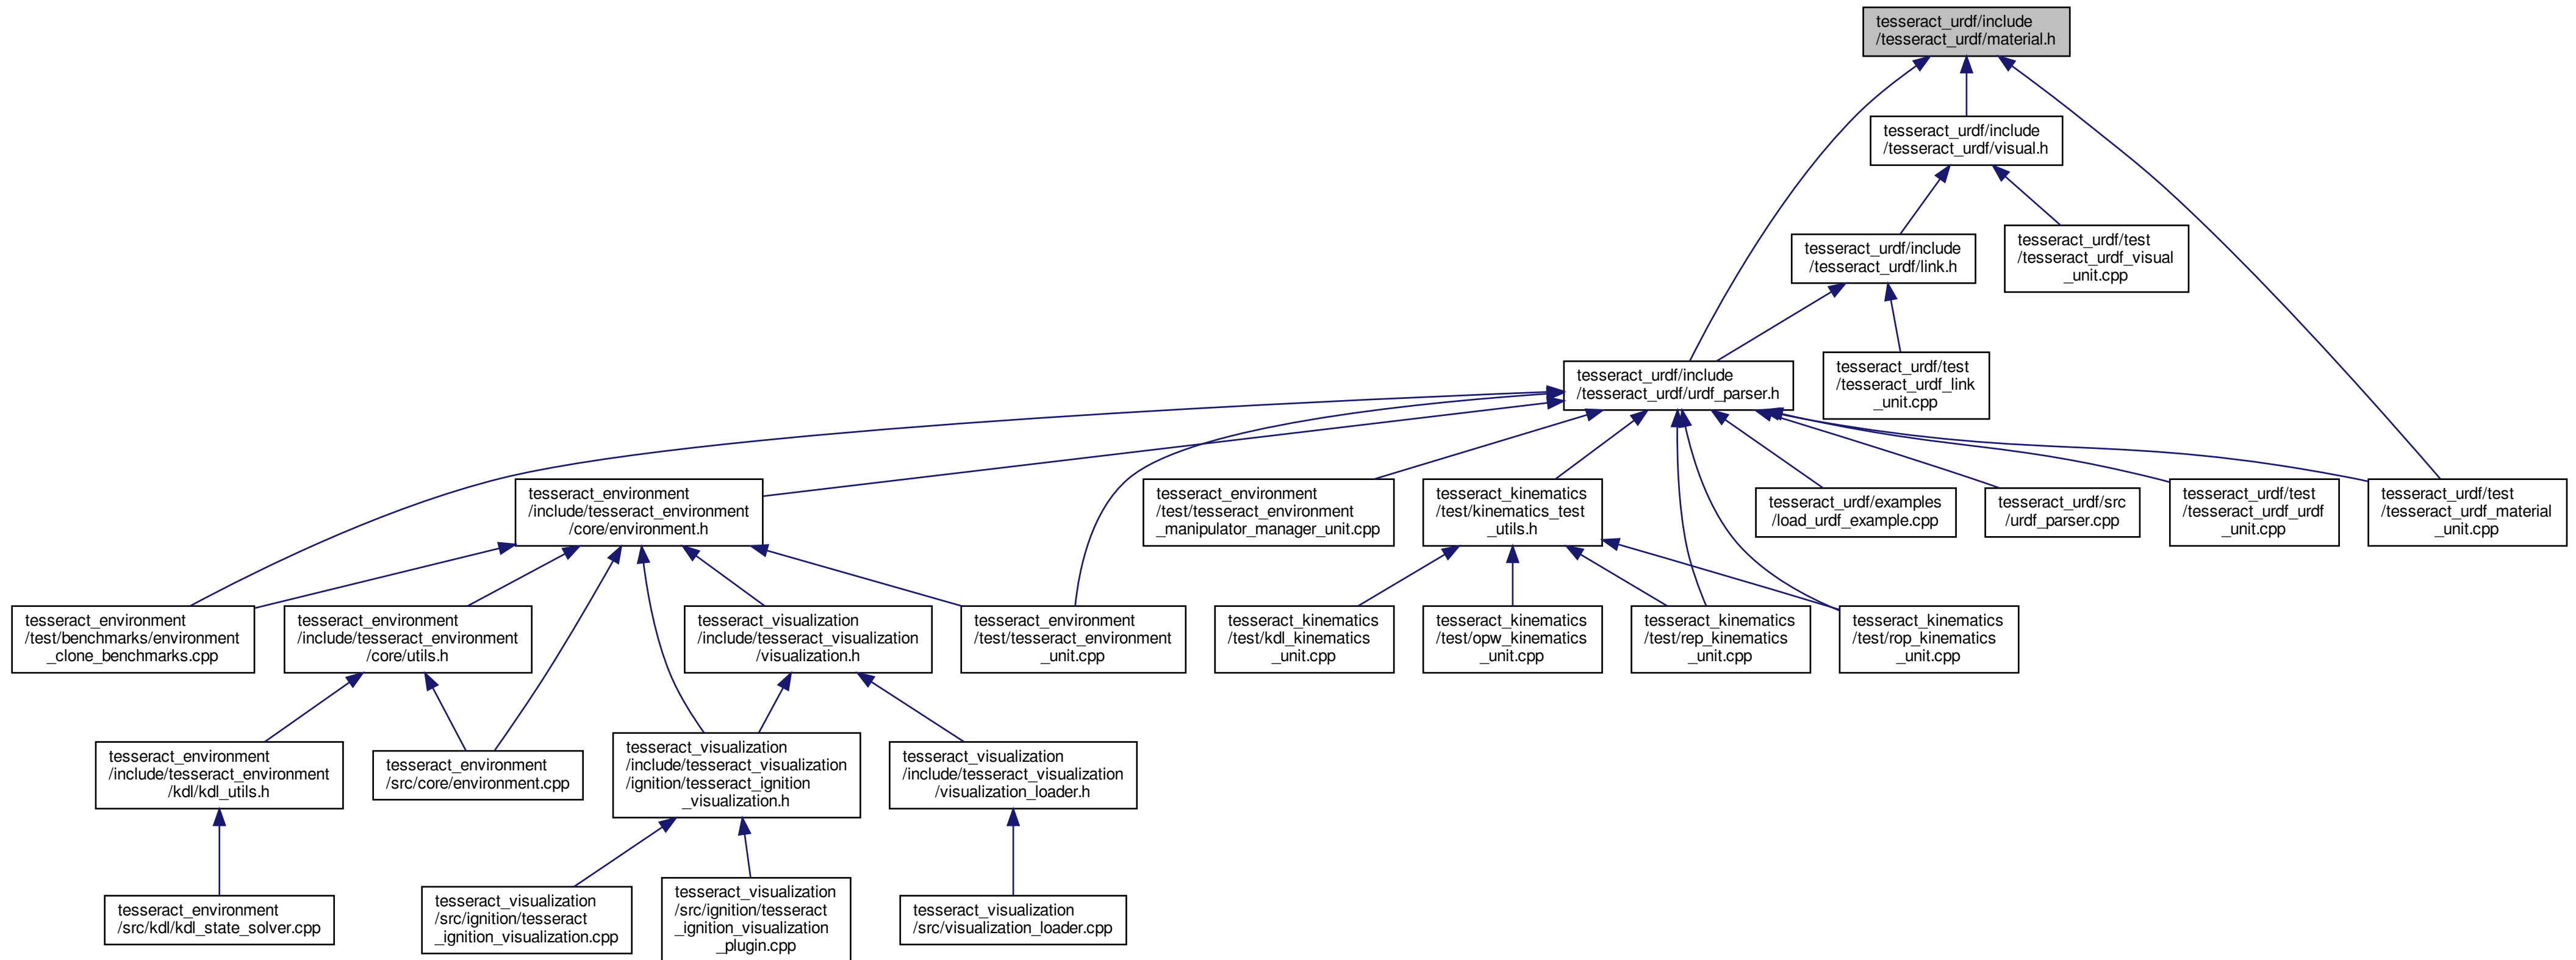 tesseract_urdf/include
/tesseract_urdf/material.h
tesseract_urdf/include
/tesseract_urdf/visual.h
tesseract_urdf/include
/tesseract_urdf/link.h
tesseract_urdf/test
/tesseract_urdf_visual
_unit.cpp
tesseract_urdf/include
/tesseract_urdf/urdf_parser.h
tesseract_urdf/test
/tesseract_urdf_link
_unit.cpp
tesseract_environment
/include/tesseract_environment
/core/environment.h
tesseract_environment
/test/tesseract_environment
_manipulator_manager_unit.cpp
tesseract_kinematics
/test/kinematics_test
_utils.h
tesseract_urdf/examples
/load_urdf_example.cpp
tesseract_urdf/src
/urdf_parser.cpp
tesseract_urdf/test
/tesseract_urdf_urdf
_unit.cpp
tesseract_urdf/test
/tesseract_urdf_material
_unit.cpp
tesseract_environment
/test/benchmarks/environment
_clone_benchmarks.cpp
tesseract_environment
/include/tesseract_environment
/core/utils.h
tesseract_visualization
/include/tesseract_visualization
/visualization.h
tesseract_environment
/test/tesseract_environment
_unit.cpp
tesseract_kinematics
/test/kdl_kinematics
_unit.cpp
tesseract_kinematics
/test/opw_kinematics
_unit.cpp
tesseract_kinematics
/test/rep_kinematics
_unit.cpp
tesseract_kinematics
/test/rop_kinematics
_unit.cpp
tesseract_environment
/include/tesseract_environment
/kdl/kdl_utils.h
tesseract_environment
/src/core/environment.cpp
tesseract_visualization
/include/tesseract_visualization
/ignition/tesseract_ignition
_visualization.h
tesseract_visualization
/include/tesseract_visualization
/visualization_loader.h
tesseract_environment
/src/kdl/kdl_state_solver.cpp
tesseract_visualization
/src/ignition/tesseract
_ignition_visualization.cpp
tesseract_visualization
/src/ignition/tesseract
_ignition_visualization
_plugin.cpp
tesseract_visualization
/src/visualization_loader.cpp